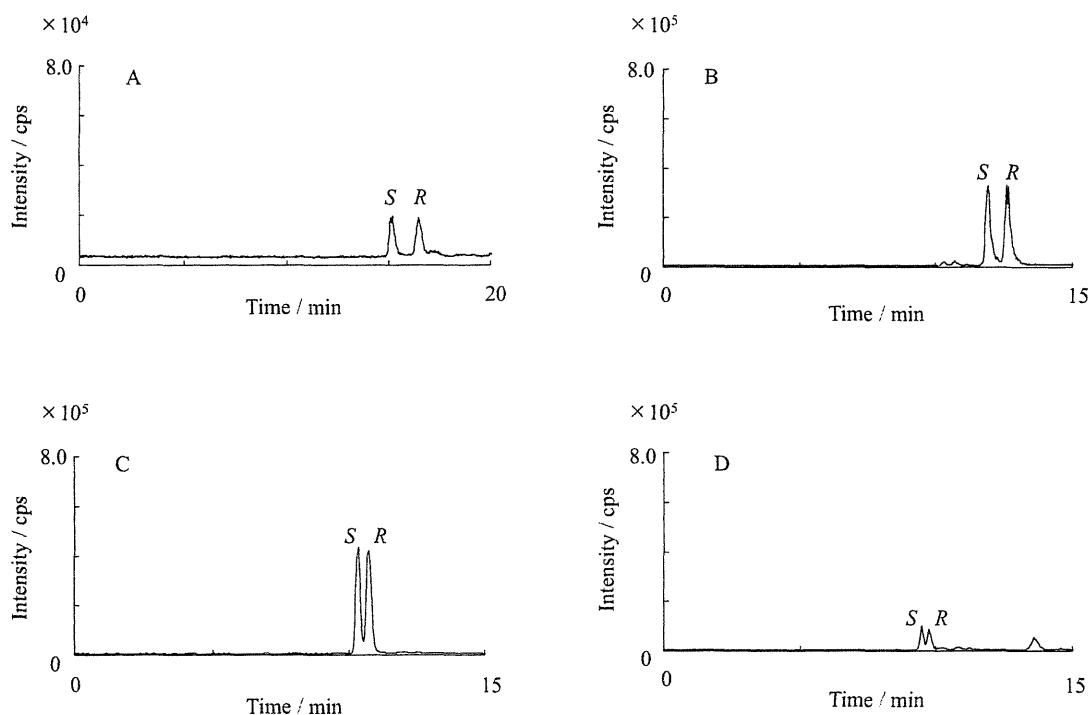 × 10⁴
8.0
A
Intensity / cps
S R
0
0
20
Time / min
× 10⁵
8.0
B
Intensity / cps
S R
0
0
15
Time / min
× 10⁵
8.0
C
Intensity / cps
S R
0
0
15
Time / min
× 10⁵
8.0
D
Intensity / cps
S R
0
0
15
Time / min